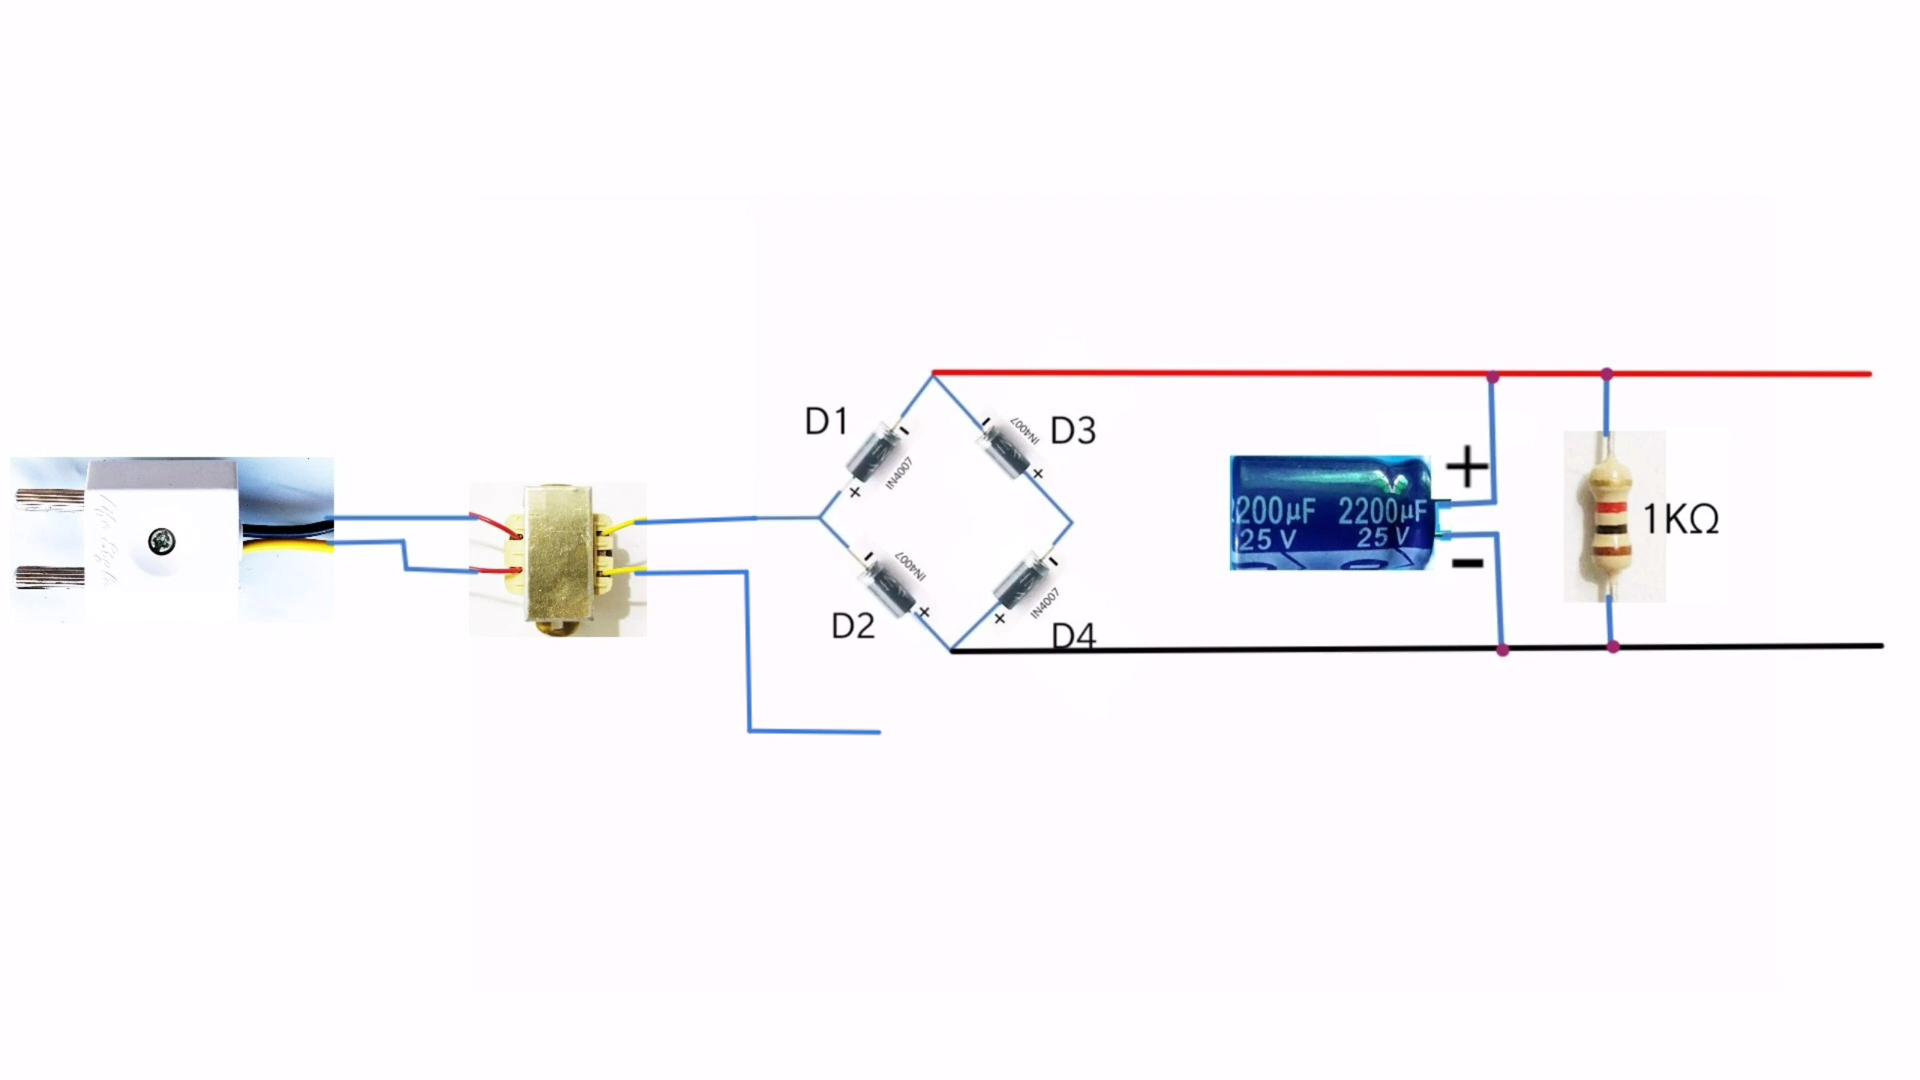 D1
-
IN4007
+
-
IN4007
D3
+
-
IN4007
+
D2
-
IN4007
+
D4
2200µF 2200µF
25 V 25 V
+
-
1KΩ